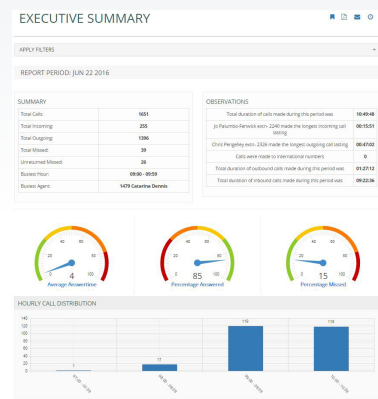 EXECUTIVE SUMMARY
APPLY FILTERS +
REPORT PERIOD: JUN 22 2016
SUMMARY
Total Calls: 1651
Total Incoming: 255
Total Outgoing: 1396
Total Missed: 39
Unreturned Missed: 26
Busiest Hour: 09:00 - 09:59
Busiest Agent: 1479 Catarina Dennis
OBSERVATIONS
Total duration of calls made during this period was 10:49:48
Jo Palumbo-Fenwick extn- 2240 made the longest incoming call lasting 00:15:51
Chris Pengelley extn- 2326 made the longest outgoing call lasting 00:47:02
Calls were made to international numbers 0
Total duration of outbound calls made during this period was 01:27:12
Total duration of inbound calls made during this period was 09:22:36
0 20 40 60 80 100
4
Average Answertime
0 20 40 60 80 100
85
Percentage Answered
0 20 40 60 80 100
15
Percentage Missed
HOURLY CALL DISTRIBUTION
140
120
100
80
60
40
20
0
1
17
119
118